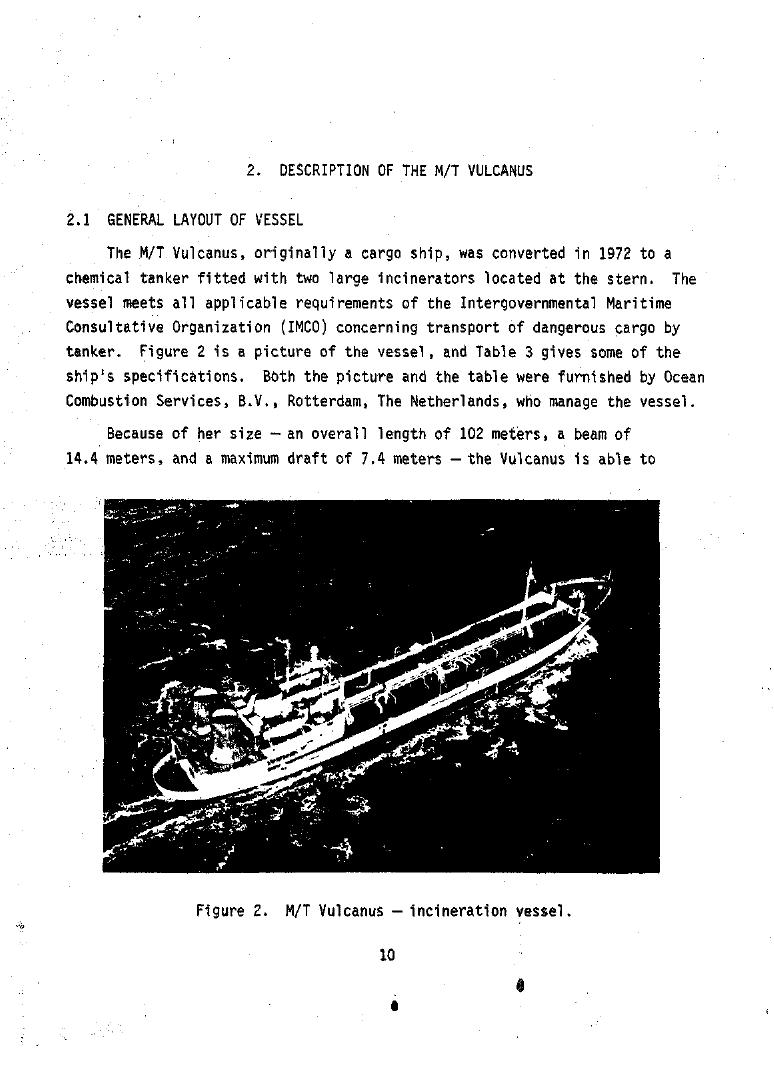 2. DESCRIPTION OF THE M/T VULCANUS
2.1 GENERAL LAYOUT OF VESSEL
The M/T Vulcanus, originally a cargo ship, was converted in 1972 to a
chemical tanker fitted with two large incinerators located at the stern. The
vessel meets all applicable requirements of the Intergovernmental Maritime
Consultative Organization (IMCO) concerning transport of dangerous cargo by
tanker. Figure 2 is a picture of the vessel, and Table 3 gives some of the
ship's specifications. Both the picture and the table were furnished by Ocean
Combustion Services, B.V., Rotterdam, The Netherlands, who manage the vessel.
Because of her size — an overall length of 102 meters, a beam of
14.4 meters, and a maximum draft of 7.4 meters — the Vulcanus is able to
Figure 2. M/T Vulcanus — incineration vessel.
10